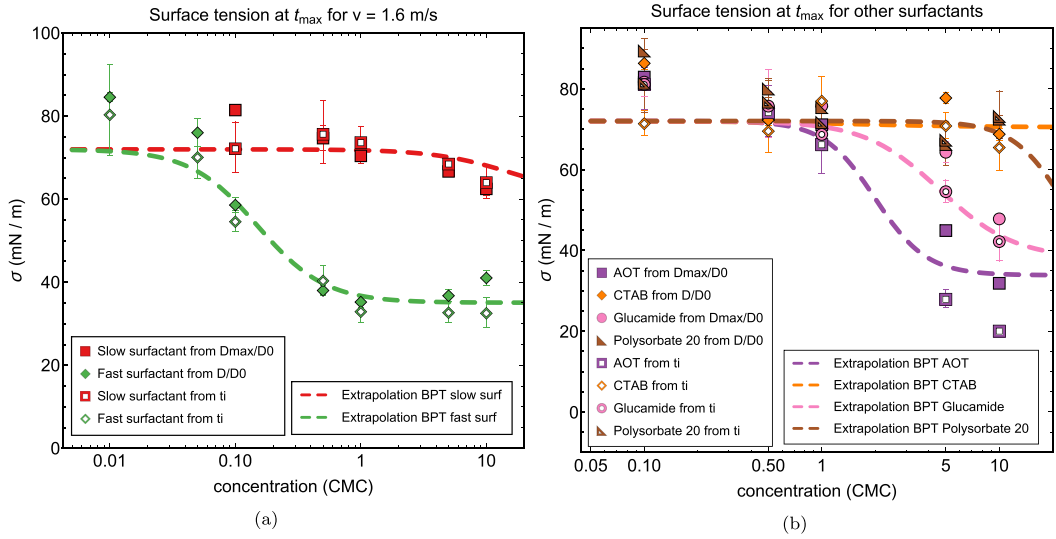 Surface tension at tmax for v = 1.6 m/s
σ (mN / m)
100
80
60
40
20
0
0.01
0.10
1
10
concentration (CMC)
Slow surfactant from Dmax/D0
Fast surfactant from D/D0
Slow surfactant from ti
Fast surfactant from ti
Extrapolation BPT slow surf
Extrapolation BPT fast surf
(a)
Surface tension at tmax for other surfactants
σ (mN / m)
80
60
40
20
0
0.05
0.10
0.50
1
5
10
concentration (CMC)
AOT from Dmax/D0
CTAB from D/D0
Glucamide from Dmax/D0
Polysorbate 20 from D/D0
AOT from ti
CTAB from ti
Glucamide from ti
Polysorbate 20 from ti
Extrapolation BPT AOT
Extrapolation BPT CTAB
Extrapolation BPT Glucamide
Extrapolation BPT Polysorbate 20
(b)